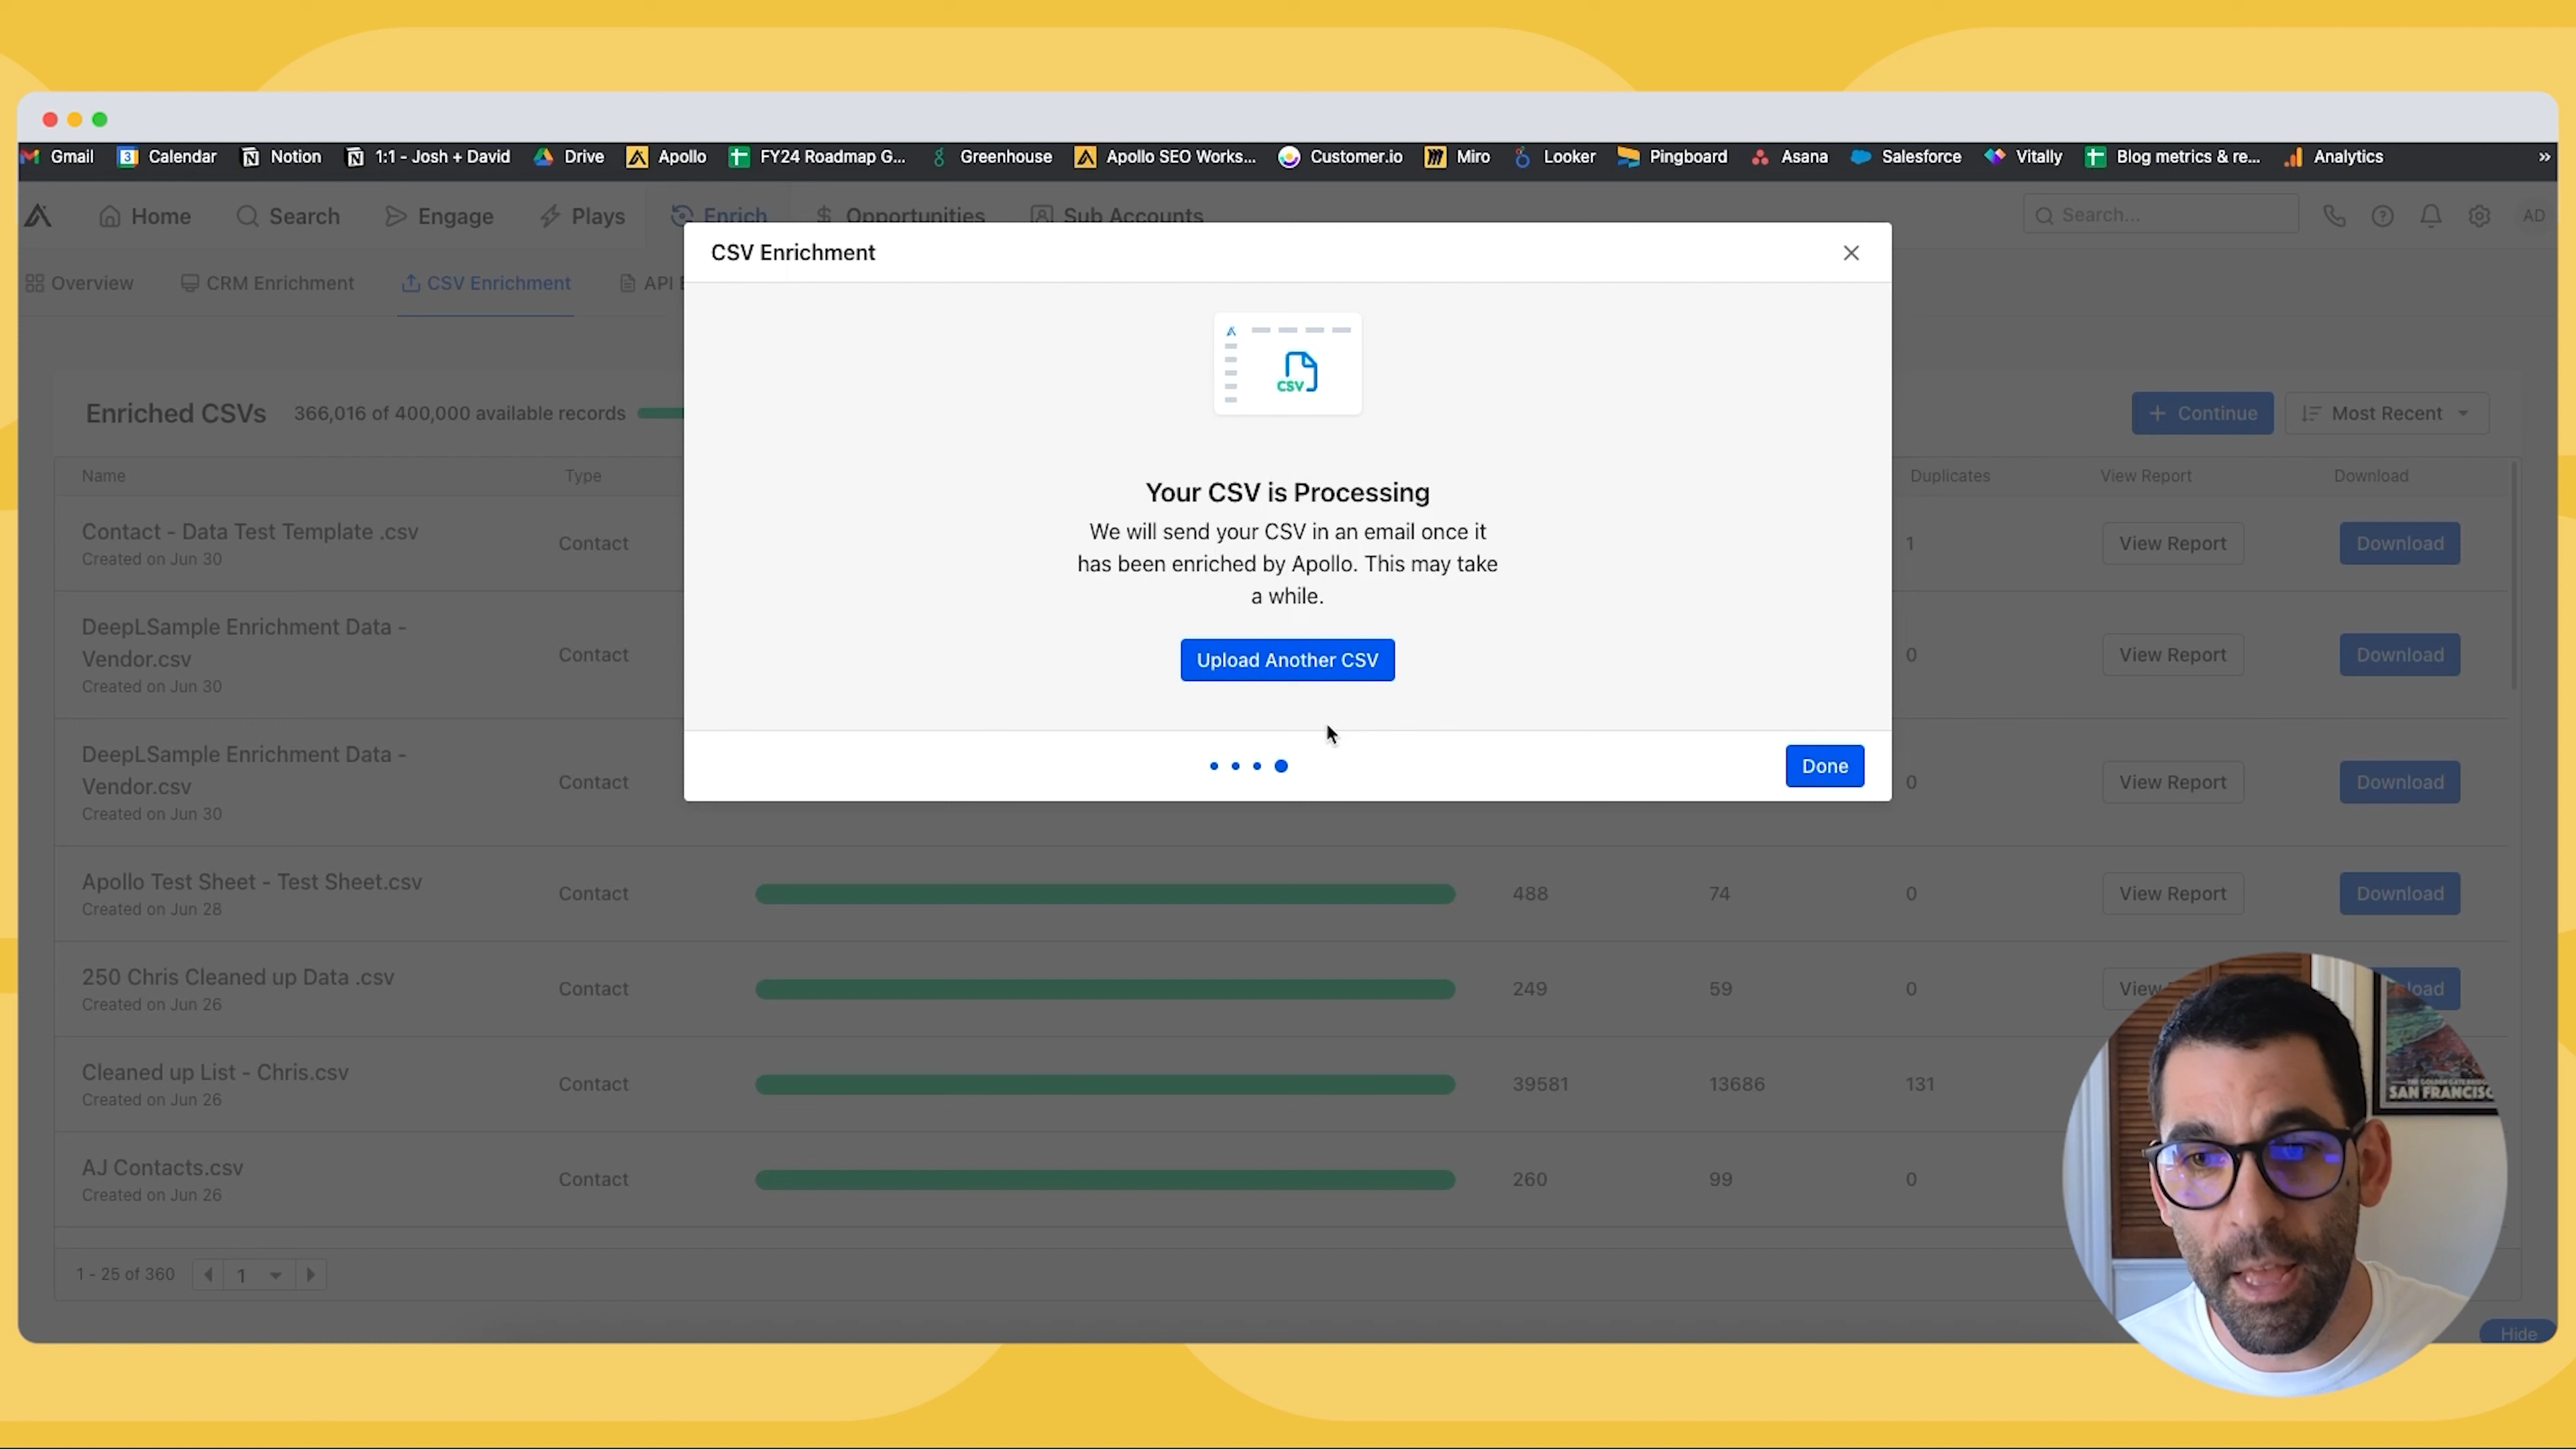 Gmail
3 Calendar
Notion
1:1 - Josh + David
Drive
Apollo
FY24 Roadmap G...
Greenhouse
Apollo SEO Works...
Customer.io
Miro
Looker
Pingboard
Asana
Salesforce
Vitally
Blog metrics & re...
Analytics
»
Home
Search
Engage
Plays
Enrich
Opportunities
Sub Accounts
Search...
AD
Overview
CRM Enrichment
CSV Enrichment
API
CSV Enrichment
CSV
Your CSV is Processing
We will send your CSV in an email once it
has been enriched by Apollo. This may take
a while.
Upload Another CSV
Done
Enriched CSVs 366,016 of 400,000 available records
+ Continue
Most Recent
Name Type Duplicates View Report Download
Contact - Data Test Template .csv
Created on Jun 30
Contact 1 View Report Download
DeepLSample Enrichment Data -
Vendor.csv
Created on Jun 30
Contact 0 View Report Download
DeepLSample Enrichment Data -
Vendor.csv
Created on Jun 30
Contact 0 View Report Download
Apollo Test Sheet - Test Sheet.csv
Created on Jun 28
Contact 488 74 0 View Report Download
250 Chris Cleaned up Data .csv
Created on Jun 26
Contact 249 59 0 View
Cleaned up List - Chris.csv
Created on Jun 26
Contact 39581 13686 131
AJ Contacts.csv
Created on Jun 26
Contact 260 99 0
1 - 25 of 360 1
Hide